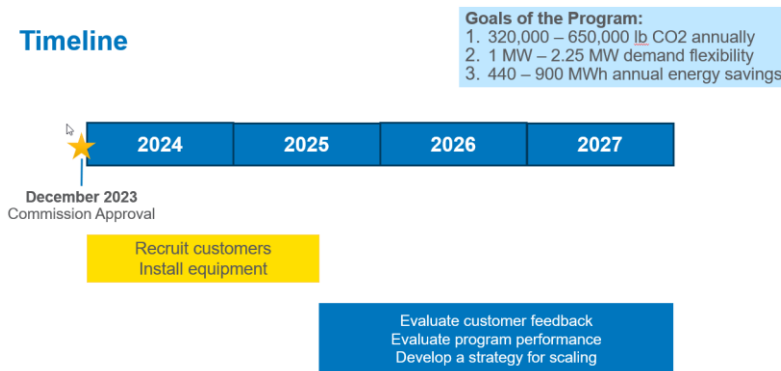 Timeline
Goals of the Program:
1. 320,000 – 650,000 lb CO2 annually
2. 1 MW – 2.25 MW demand flexibility
3. 440 – 900 MWh annual energy savings
2024
2025
2026
2027
December 2023
Commission Approval
Recruit customers
Install equipment
Evaluate customer feedback
Evaluate program performance
Develop a strategy for scaling